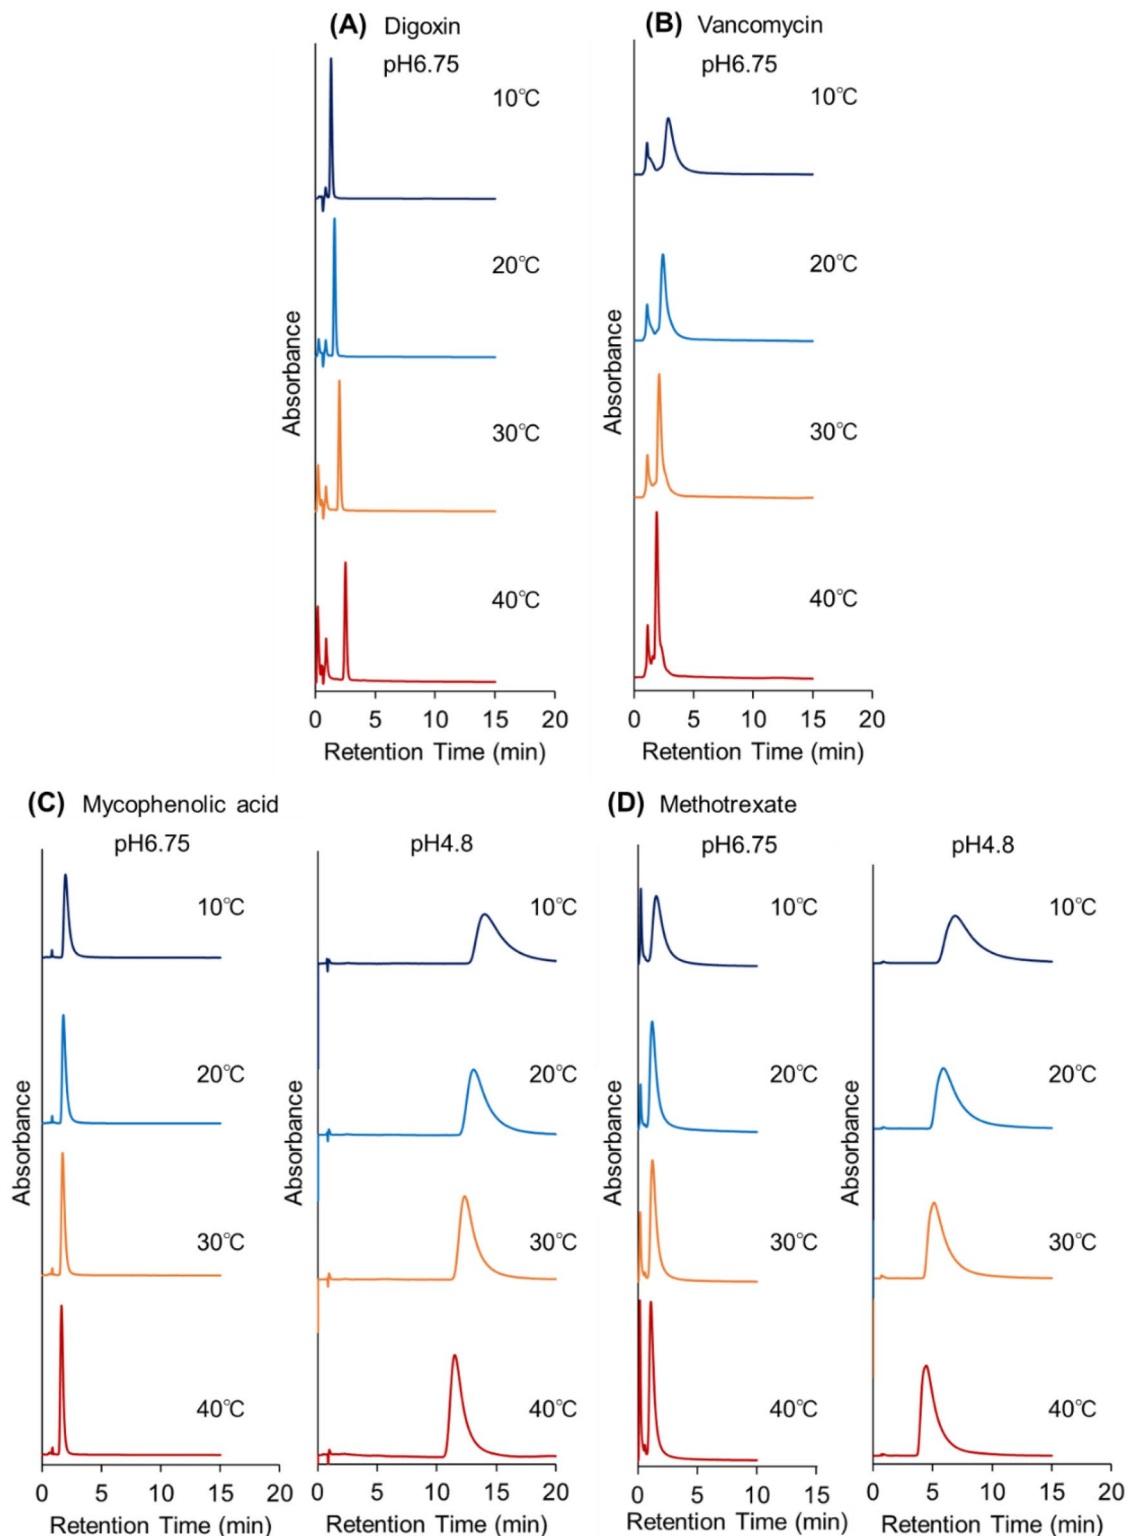 (A) Digoxin
pH6.75
10℃
20℃
30℃
40℃
Absorbance
0 5 10 15 20
Retention Time (min)
(B) Vancomycin
pH6.75
10℃
20℃
30℃
40℃
Absorbance
0 5 10 15 20
Retention Time (min)
(C) Mycophenolic acid
pH6.75
10℃
20℃
30℃
40℃
Absorbance
0 5 10 15 20
Retention Time (min)
pH4.8
10℃
20℃
30℃
40℃
Absorbance
0 5 10 15 20
Retention Time (min)
(D) Methotrexate
pH6.75
10℃
20℃
30℃
40℃
Absorbance
0 5 10 15
Retention Time (min)
pH4.8
10℃
20℃
30℃
40℃
Absorbance
0 5 10 15 20
Retention Time (min)